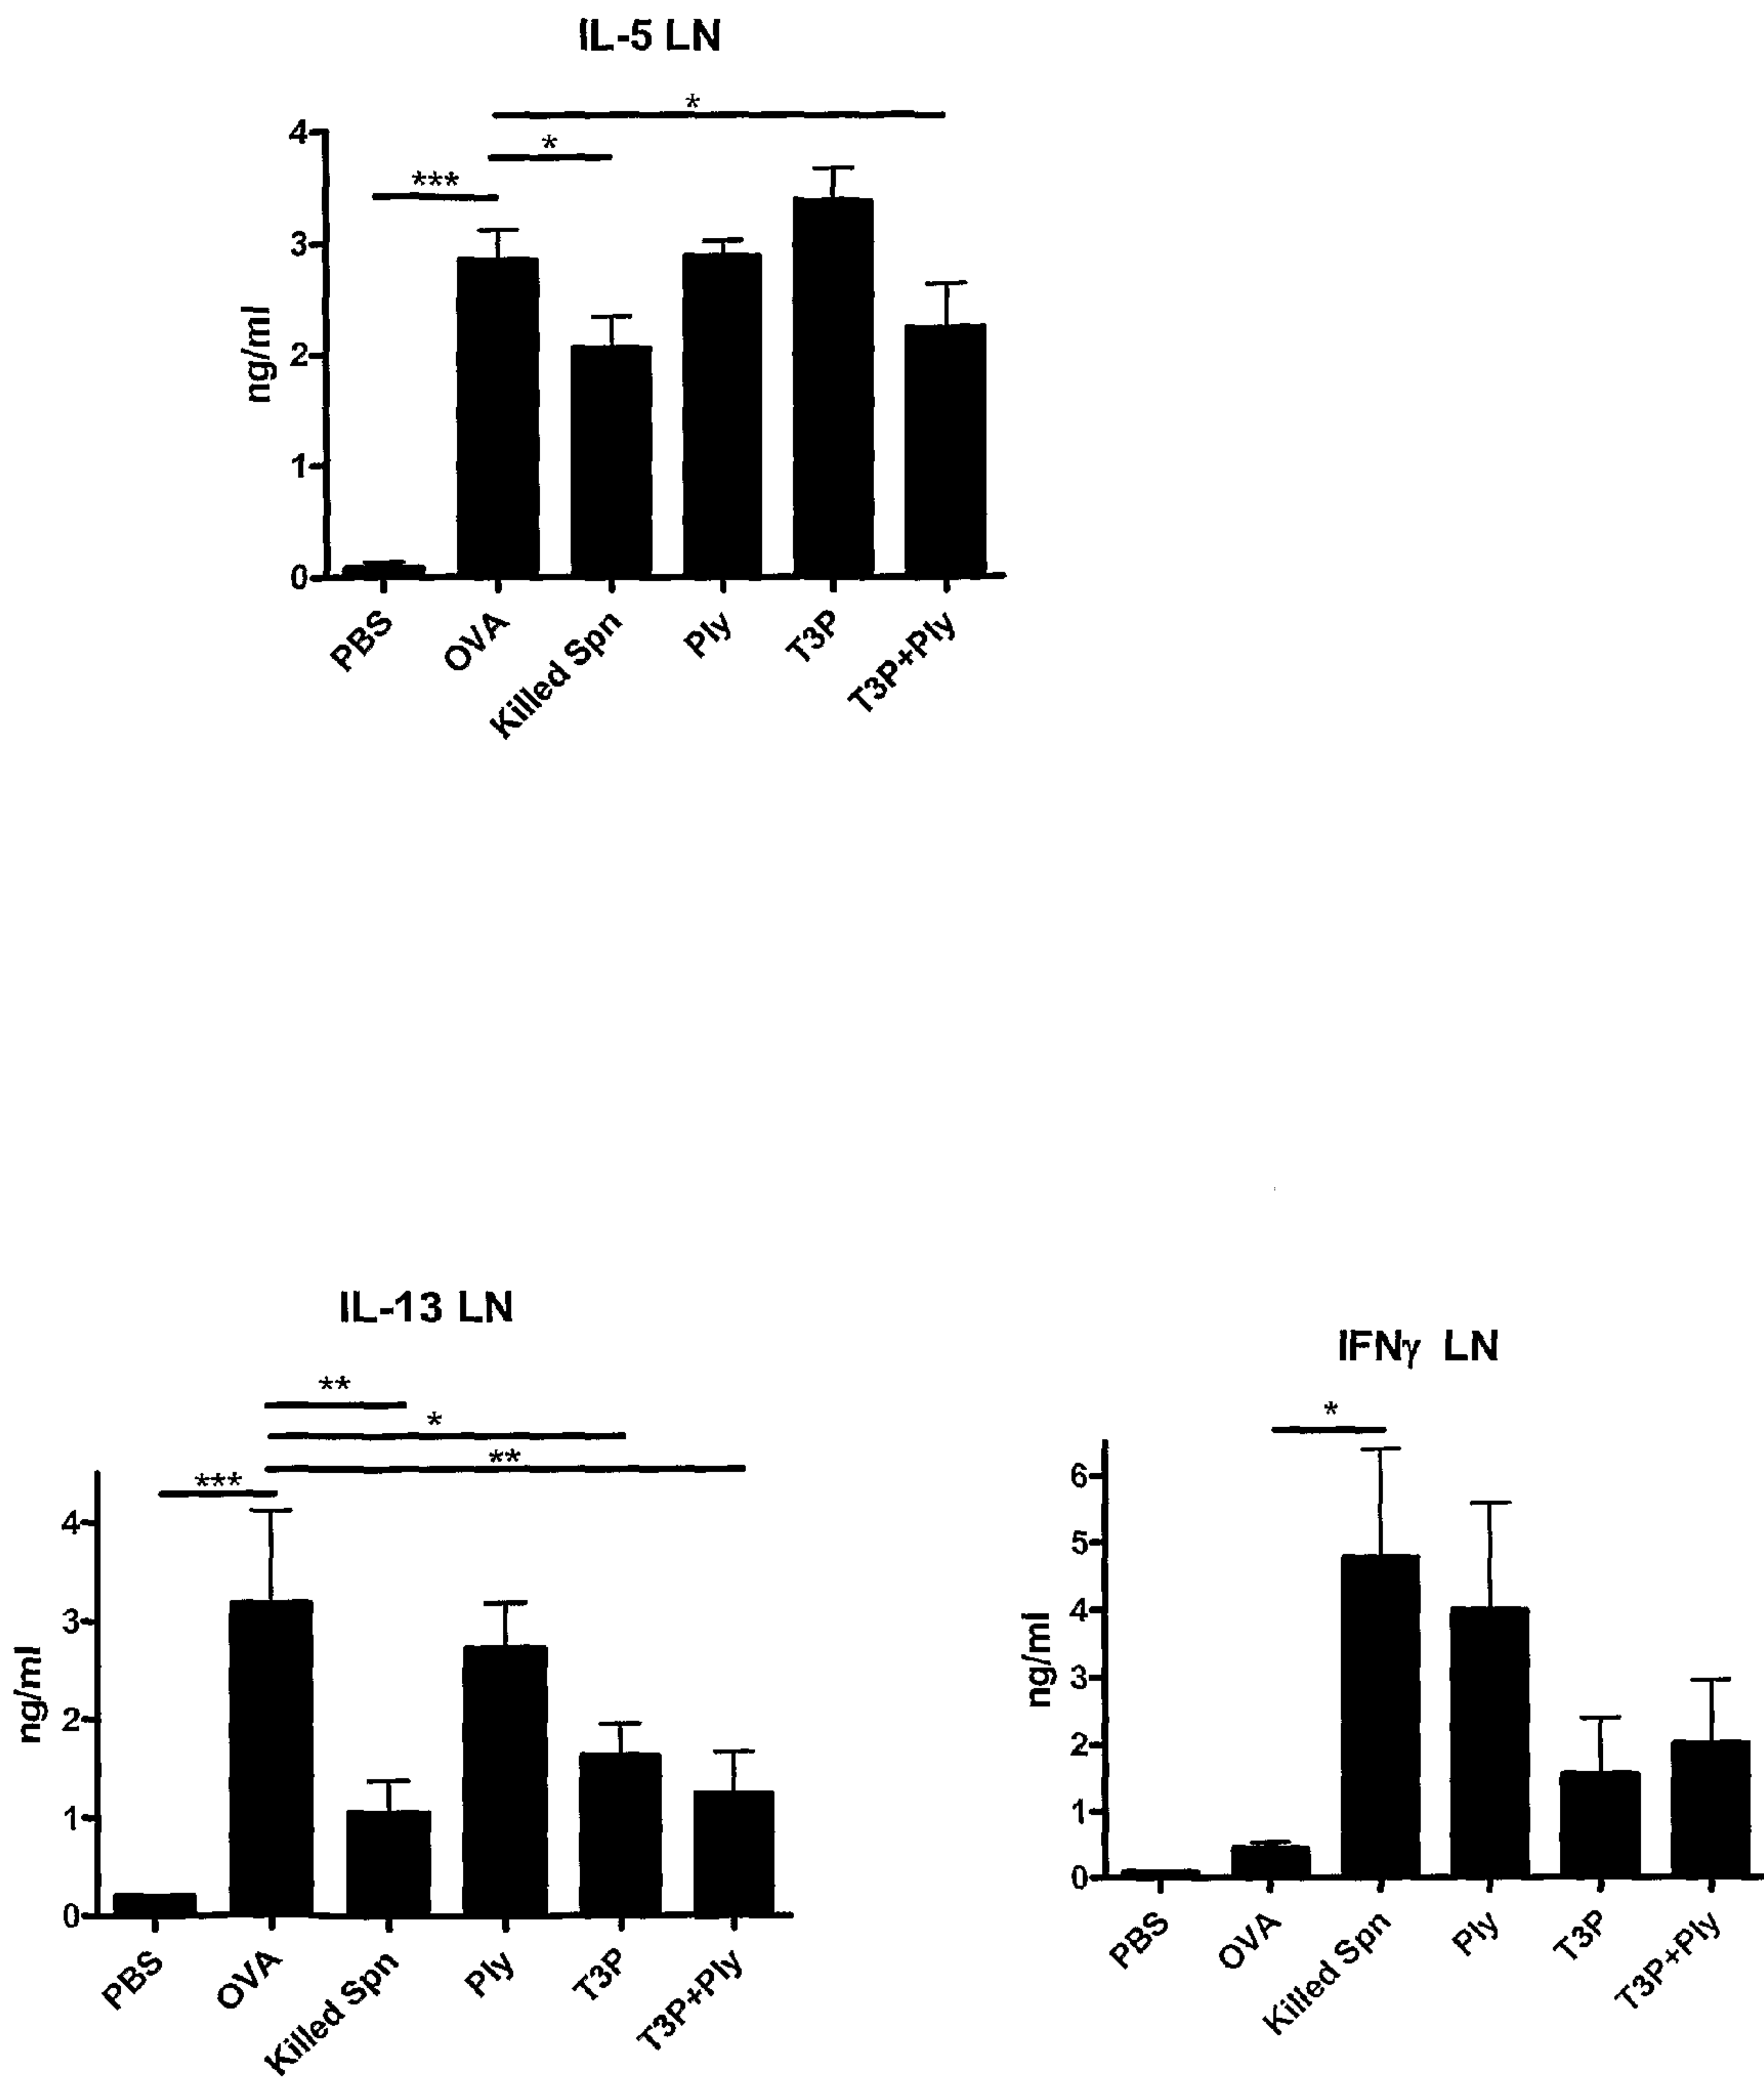 IL-5 LN
*
*
***
4
3
2
1
0
ng/ml
PBS
OVA
Killed Spn
Ply
T3P
T3P+Ply
IL-13 LN
**
*
**
***
4
3
2
1
0
ng/ml
PBS
OVA
Killed Spn
Ply
T3P
T3P+Ply
IFNγ LN
*
6
5
4
3
2
1
0
ng/ml
PBS
OVA
Killed Spn
Ply
T3P
T3P+Ply